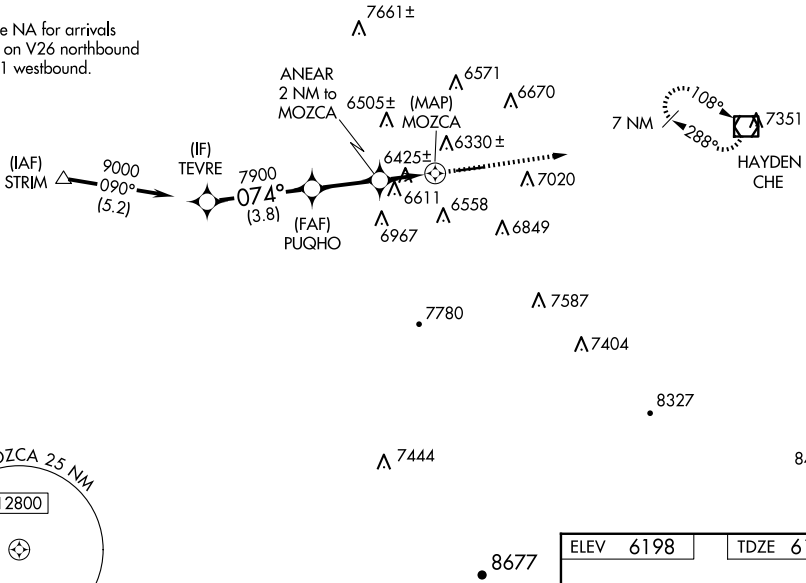 e NA for arrivals
on V26 northbound
1 westbound.
7661±
ANEAR
2 NM to
MOZCA
6505±
6571
(MAP)
MOZCA
6670
6330±
6425±
7 NM
108°
288°
7351
HAYDEN
CHE
(IAF)
STRIM
9000
090°
(5.2)
(IF)
TEVRE
7900
074°
(3.8)
(FAF)
PUQHO
6611
6967
6558
7020
6849
7780
7587
7404
8327
7444
8677
OZCA 25 NM
12800
ELEV 6198
TDZE 61